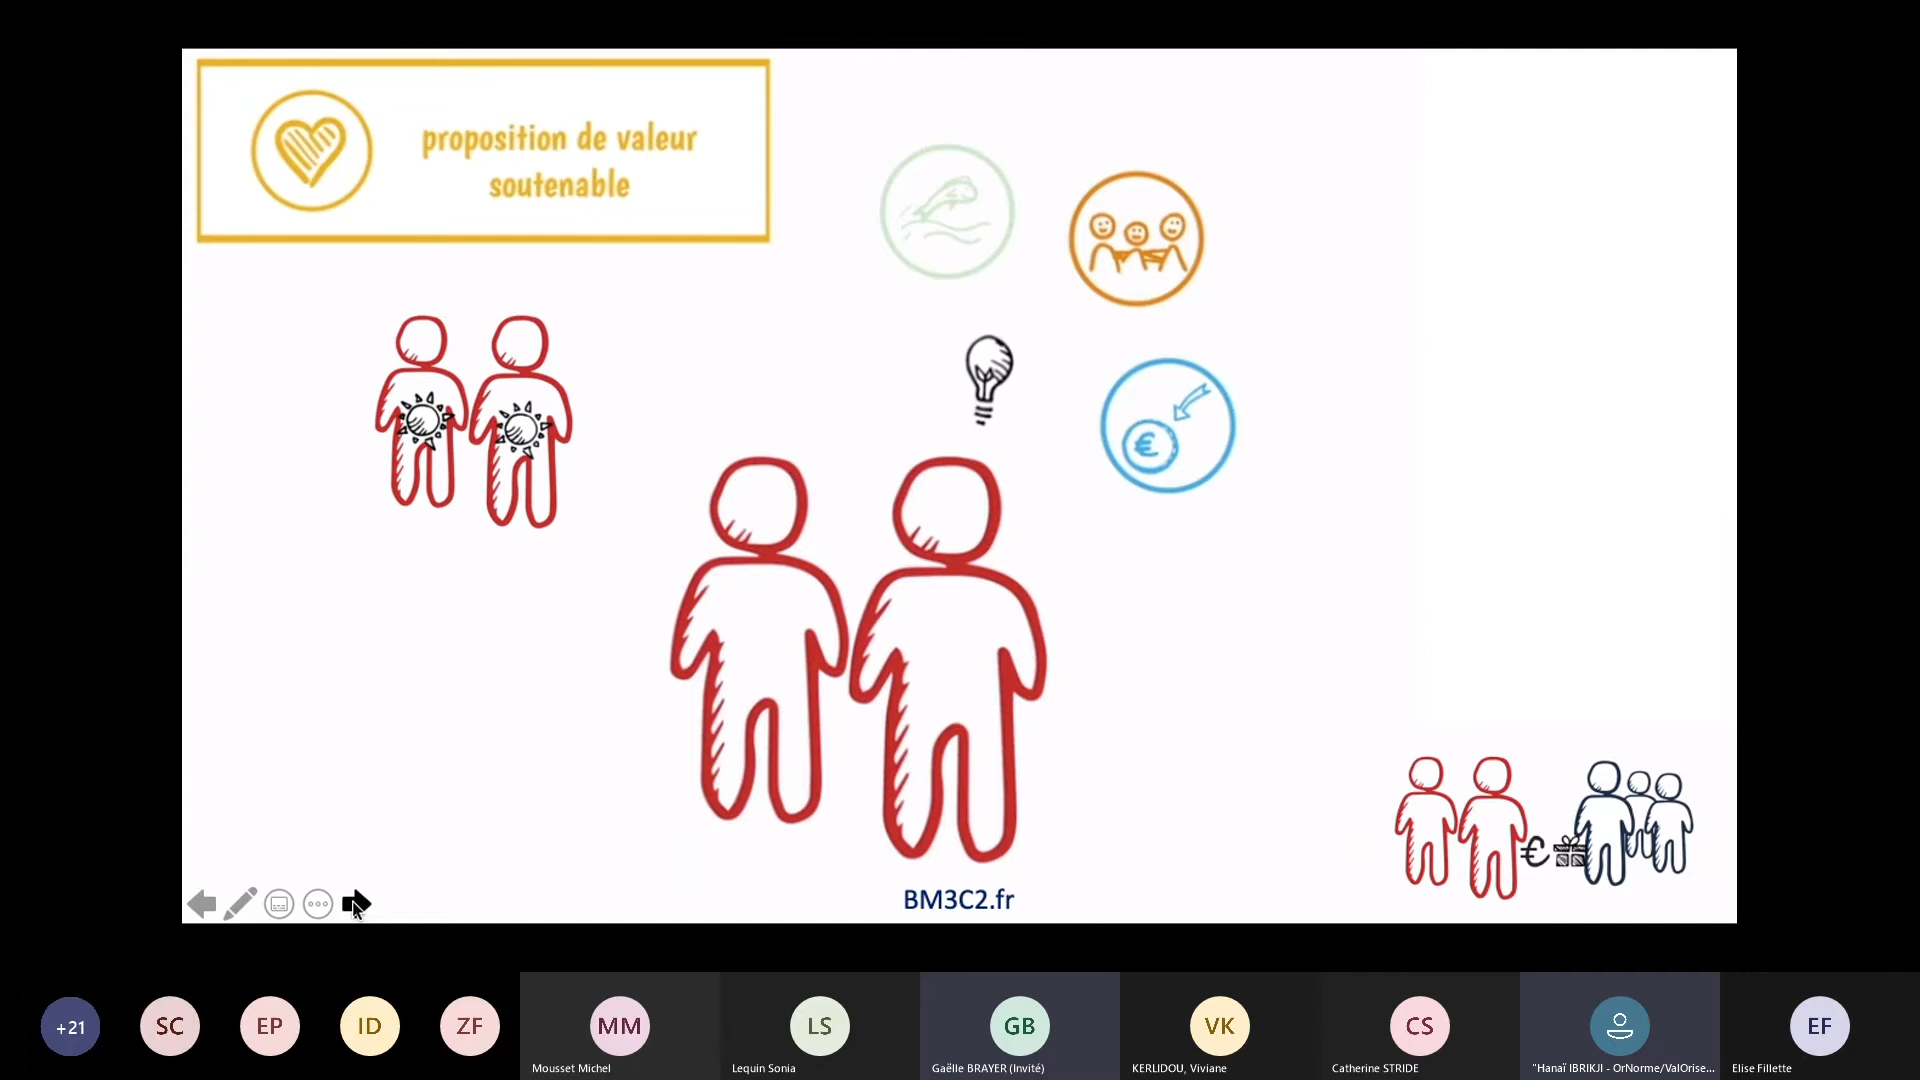 proposition de valeur
soutenable
€
€
BM3C2.fr
+21
SC
EP
ID
ZF
MM
LS
GB
VK
CS
EF
Mousset Michel
Lequin Sonia
Gaëlle BRAYER (Invité)
KERLIDOU, Viviane
Catherine STRIDE
"Hanaï IBRIKJI - OrNorme/ValOrise...
Elise Fillette